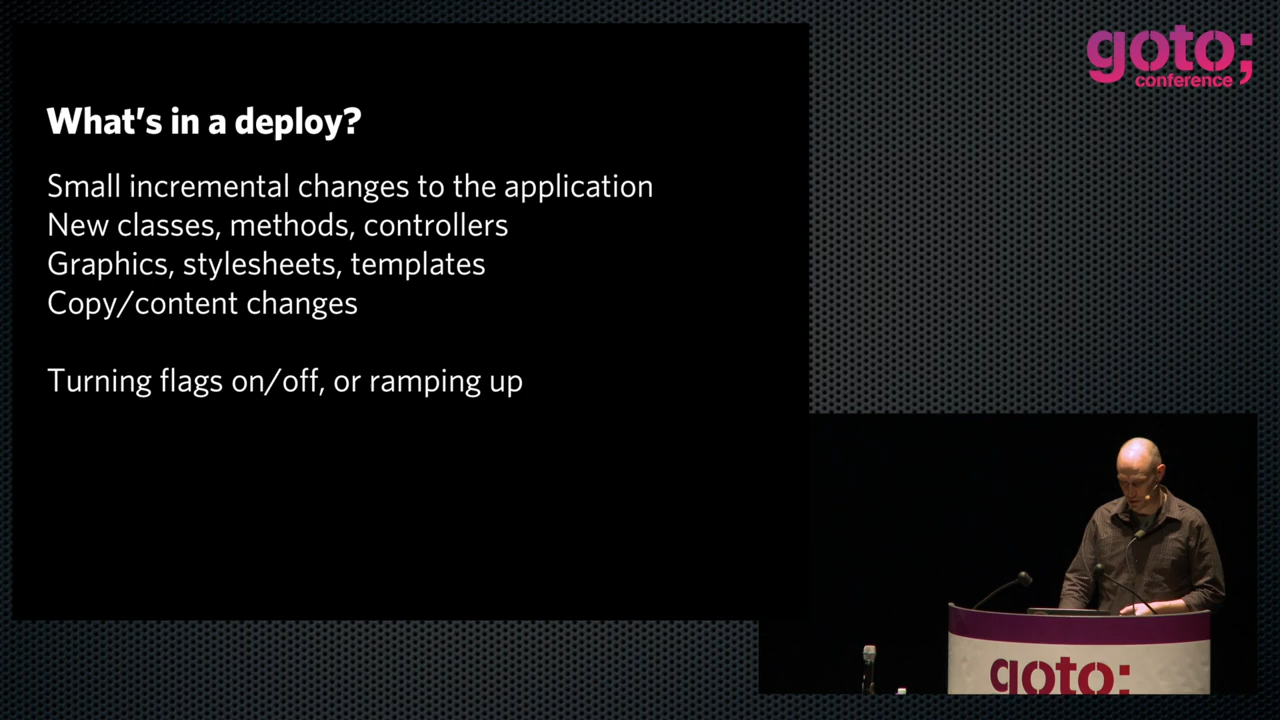 goto;
conference
What's in a deploy?
Small incremental changes to the application
New classes, methods, controllers
Graphics, stylesheets, templates
Copy/content changes
Turning flags on/off, or ramping up
goto;